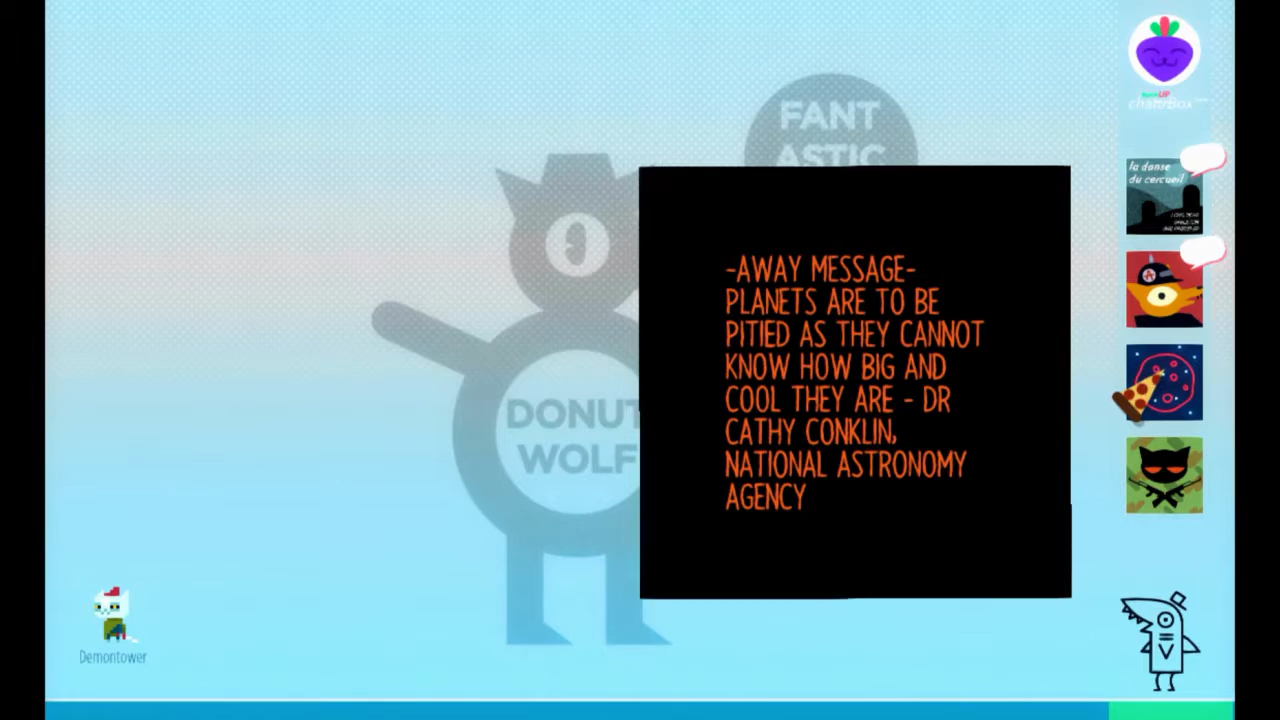 FANT
ASTIC
chattrBox
la danse
du cercueil
-AWAY MESSAGE-
PLANETS ARE TO BE
PITIED AS THEY CANNOT
KNOW HOW BIG AND
COOL THEY ARE - DR
CATHY CONKLIN,
NATIONAL ASTRONOMY
AGENCY
DONUT
WOLF
Demontower